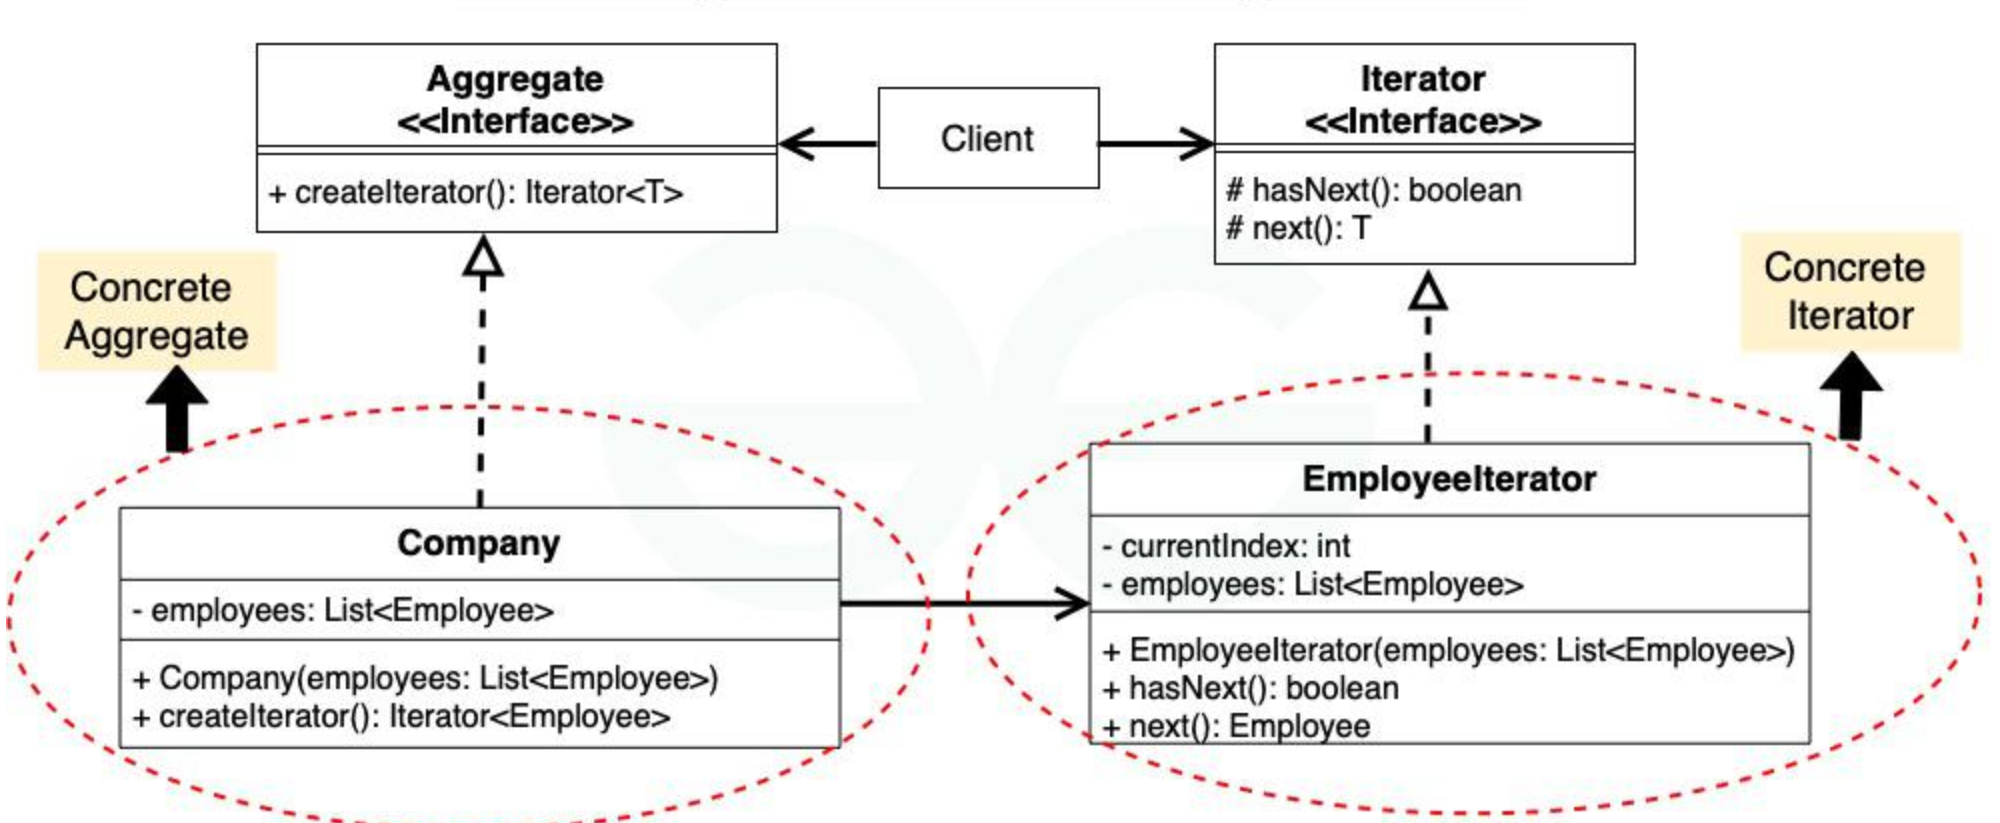 Aggregate
<<Interface>>
+ createIterator(): Iterator<T>
Client
Iterator
<<Interface>>
# hasNext(): boolean
# next(): T
Concrete
Aggregate
Concrete
Iterator
Company
- employees: List<Employee>
+ Company(employees: List<Employee>)
+ createIterator(): Iterator<Employee>
EmployeeIterator
- currentIndex: int
- employees: List<Employee>
+ EmployeeIterator(employees: List<Employee>)
+ hasNext(): boolean
+ next(): Employee